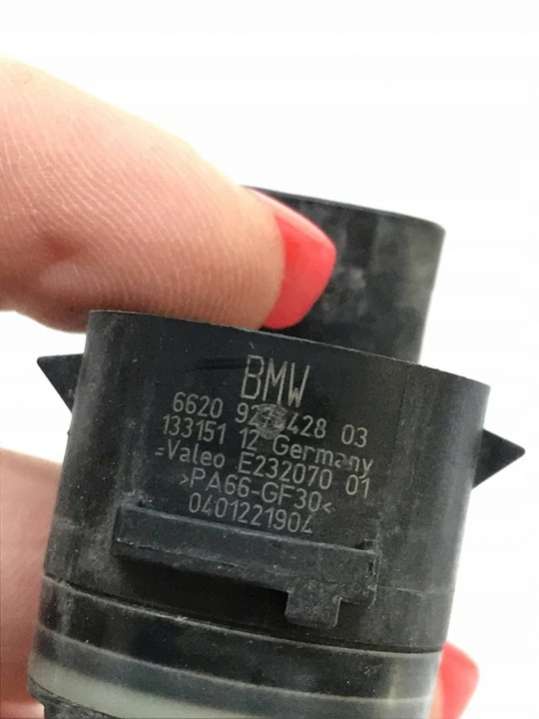 BMW
6620 03
133151 12 Germany
=Valeo E232070 01
>PA66-GF30<
0401221904